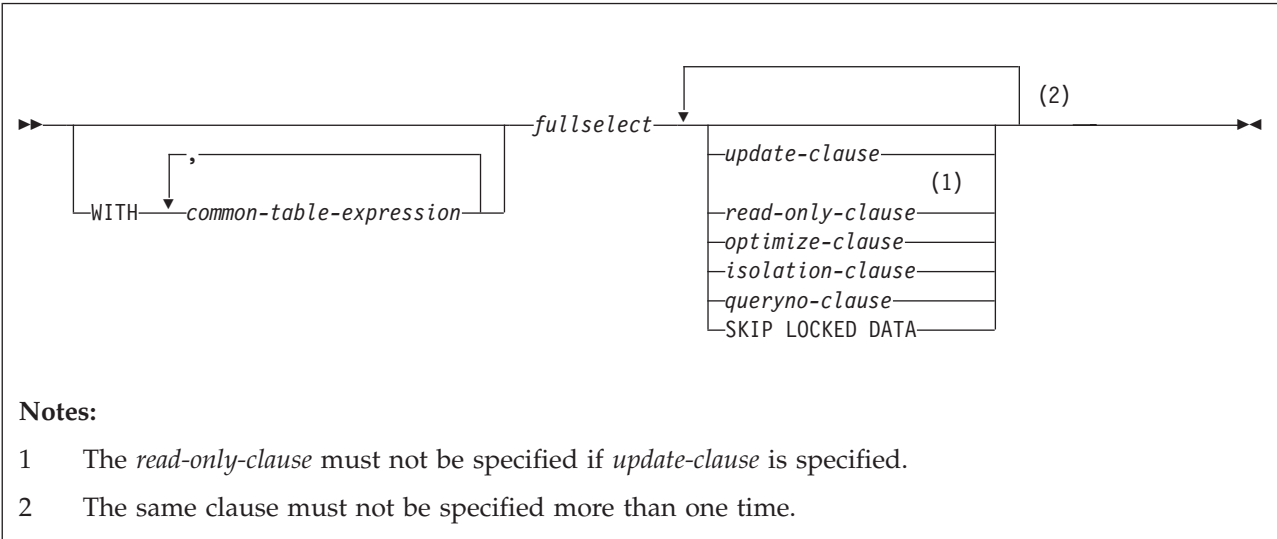 (2)
fullselect
,
update-clause
(1)
WITH common-table-expression
read-only-clause
optimize-clause
isolation-clause
queryno-clause
SKIP LOCKED DATA
Notes:
1 The read-only-clause must not be specified if update-clause is specified.
2 The same clause must not be specified more than one time.